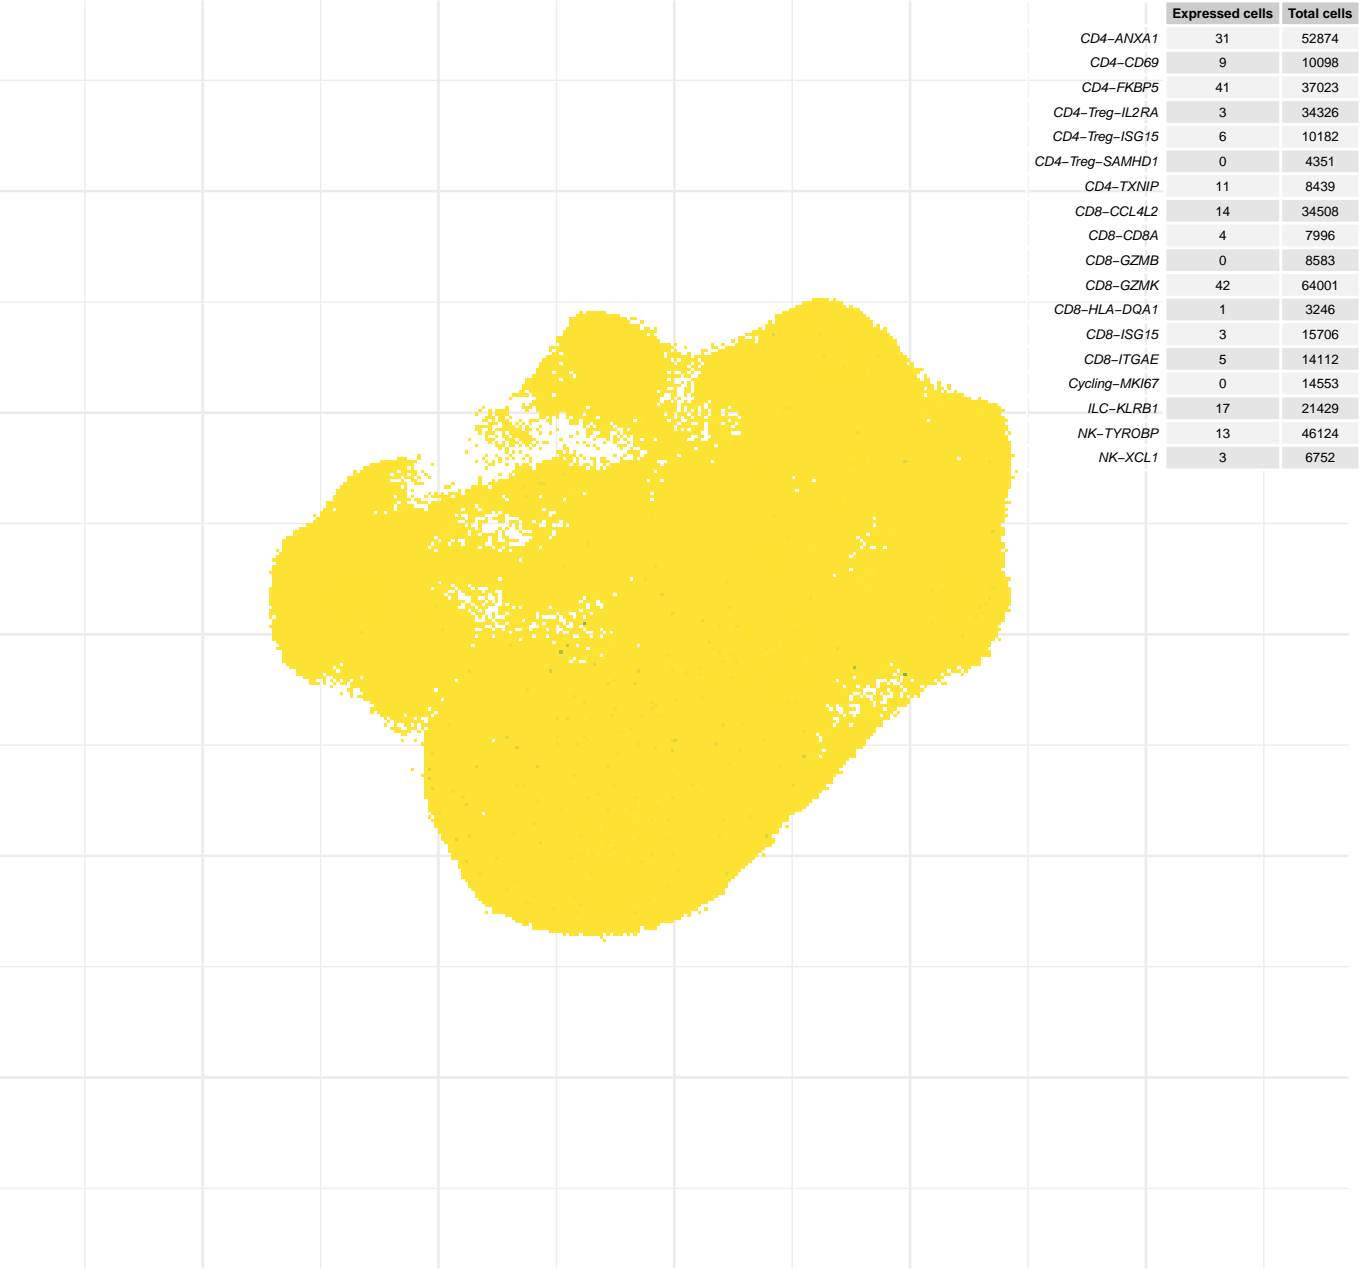 Expressed cells Total cells
CD4−ANXA1 31 52874
CD4−CD69 9 10098
CD4−FKBP5 41 37023
CD4−Treg−IL2RA 3 34326
CD4−Treg−ISG15 6 10182
CD4−Treg−SAMHD1 0 4351
CD4−TXNIP 11 8439
CD8−CCL4L2 14 34508
CD8−CD8A 4 7996
CD8−GZMB 0 8583
CD8−GZMK 42 64001
CD8−HLA−DQA1 1 3246
CD8−ISG15 3 15706
CD8−ITGAE 5 14112
Cycling−MKI67 0 14553
ILC−KLRB1 17 21429
NK−TYROBP 13 46124
NK−XCL1 3 6752